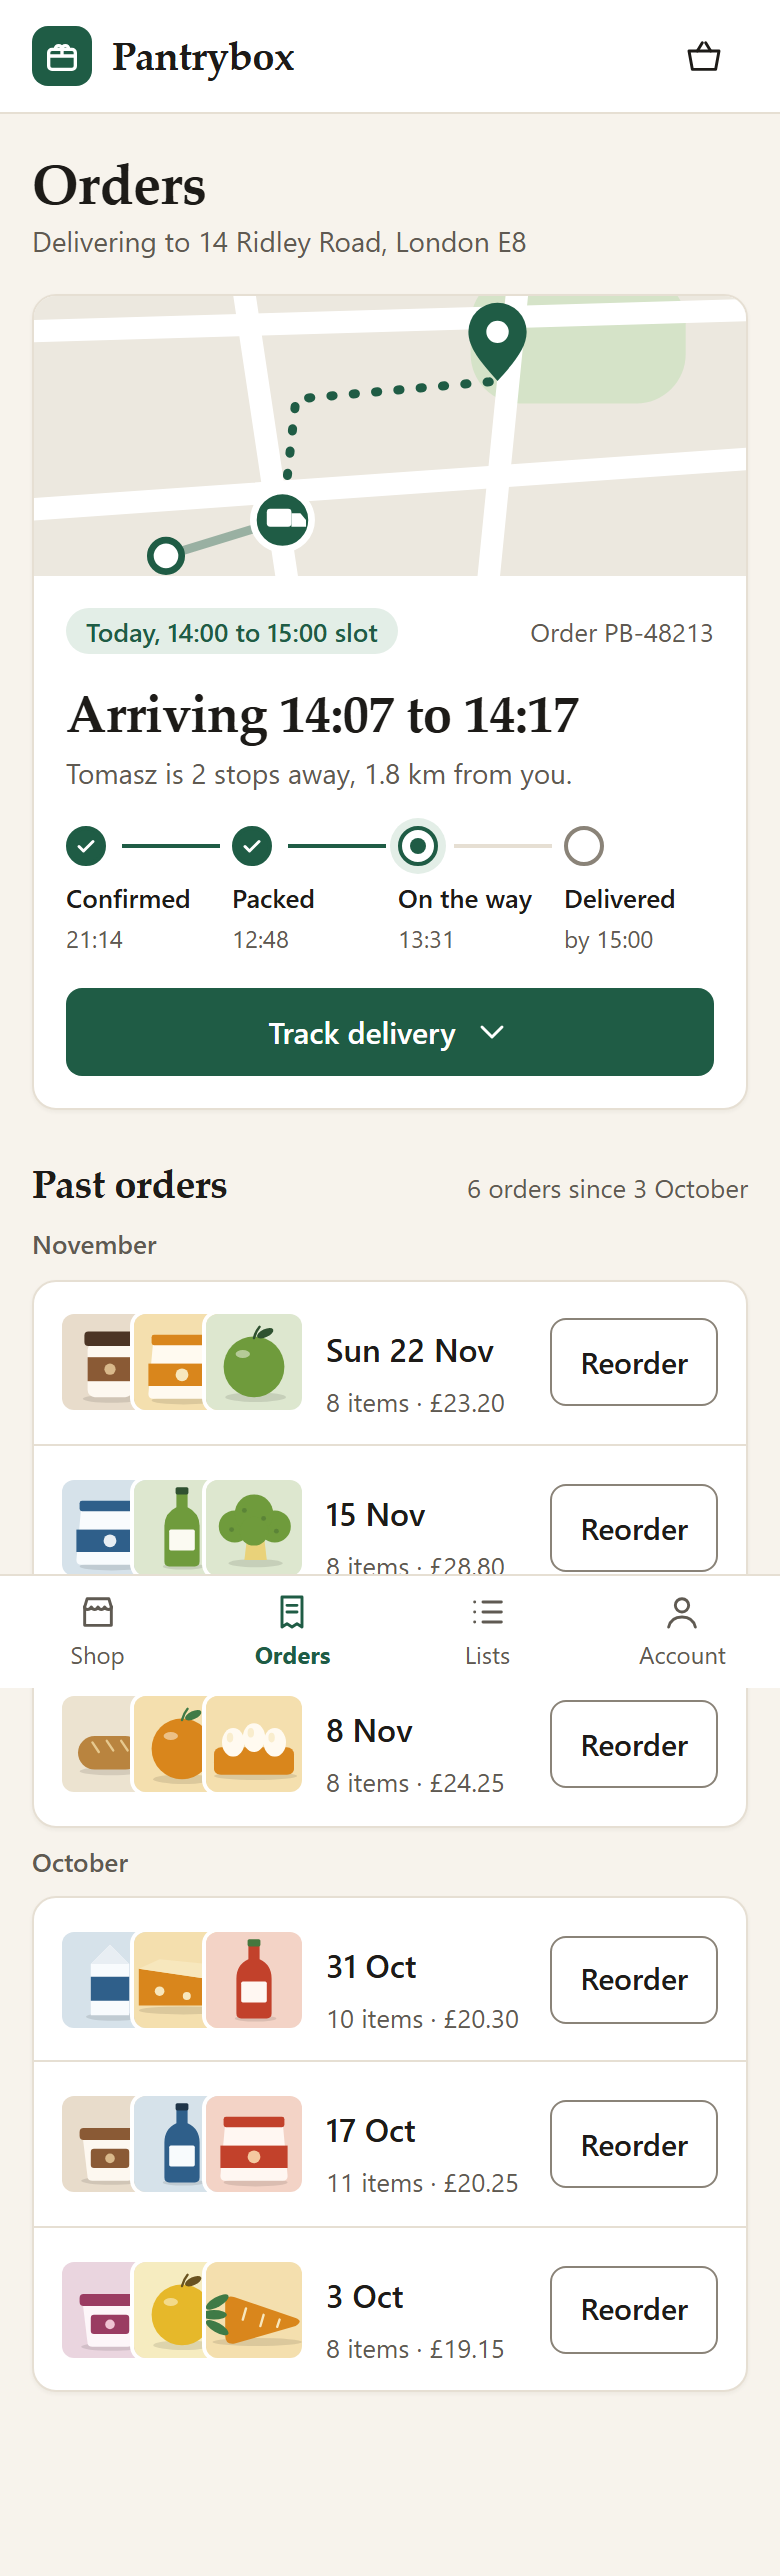 Pantrybox
Orders
Delivering to 14 Ridley Road, London E8
Today, 14:00 to 15:00 slot
Order PB-48213
Arriving 14:07 to 14:17
Tomasz is 2 stops away, 1.8 km from you.
Confirmed
21:14
Packed
12:48
On the way
13:31
Delivered
by 15:00
Track delivery
Past orders
6 orders since 3 October
November
Sun 22 Nov
8 items · £23.20
Reorder
15 Nov
8 items · £28.80
Reorder
Shop
Orders
Lists
Account
8 Nov
8 items · £24.25
Reorder
October
31 Oct
10 items · £20.30
Reorder
17 Oct
11 items · £20.25
Reorder
3 Oct
8 items · £19.15
Reorder